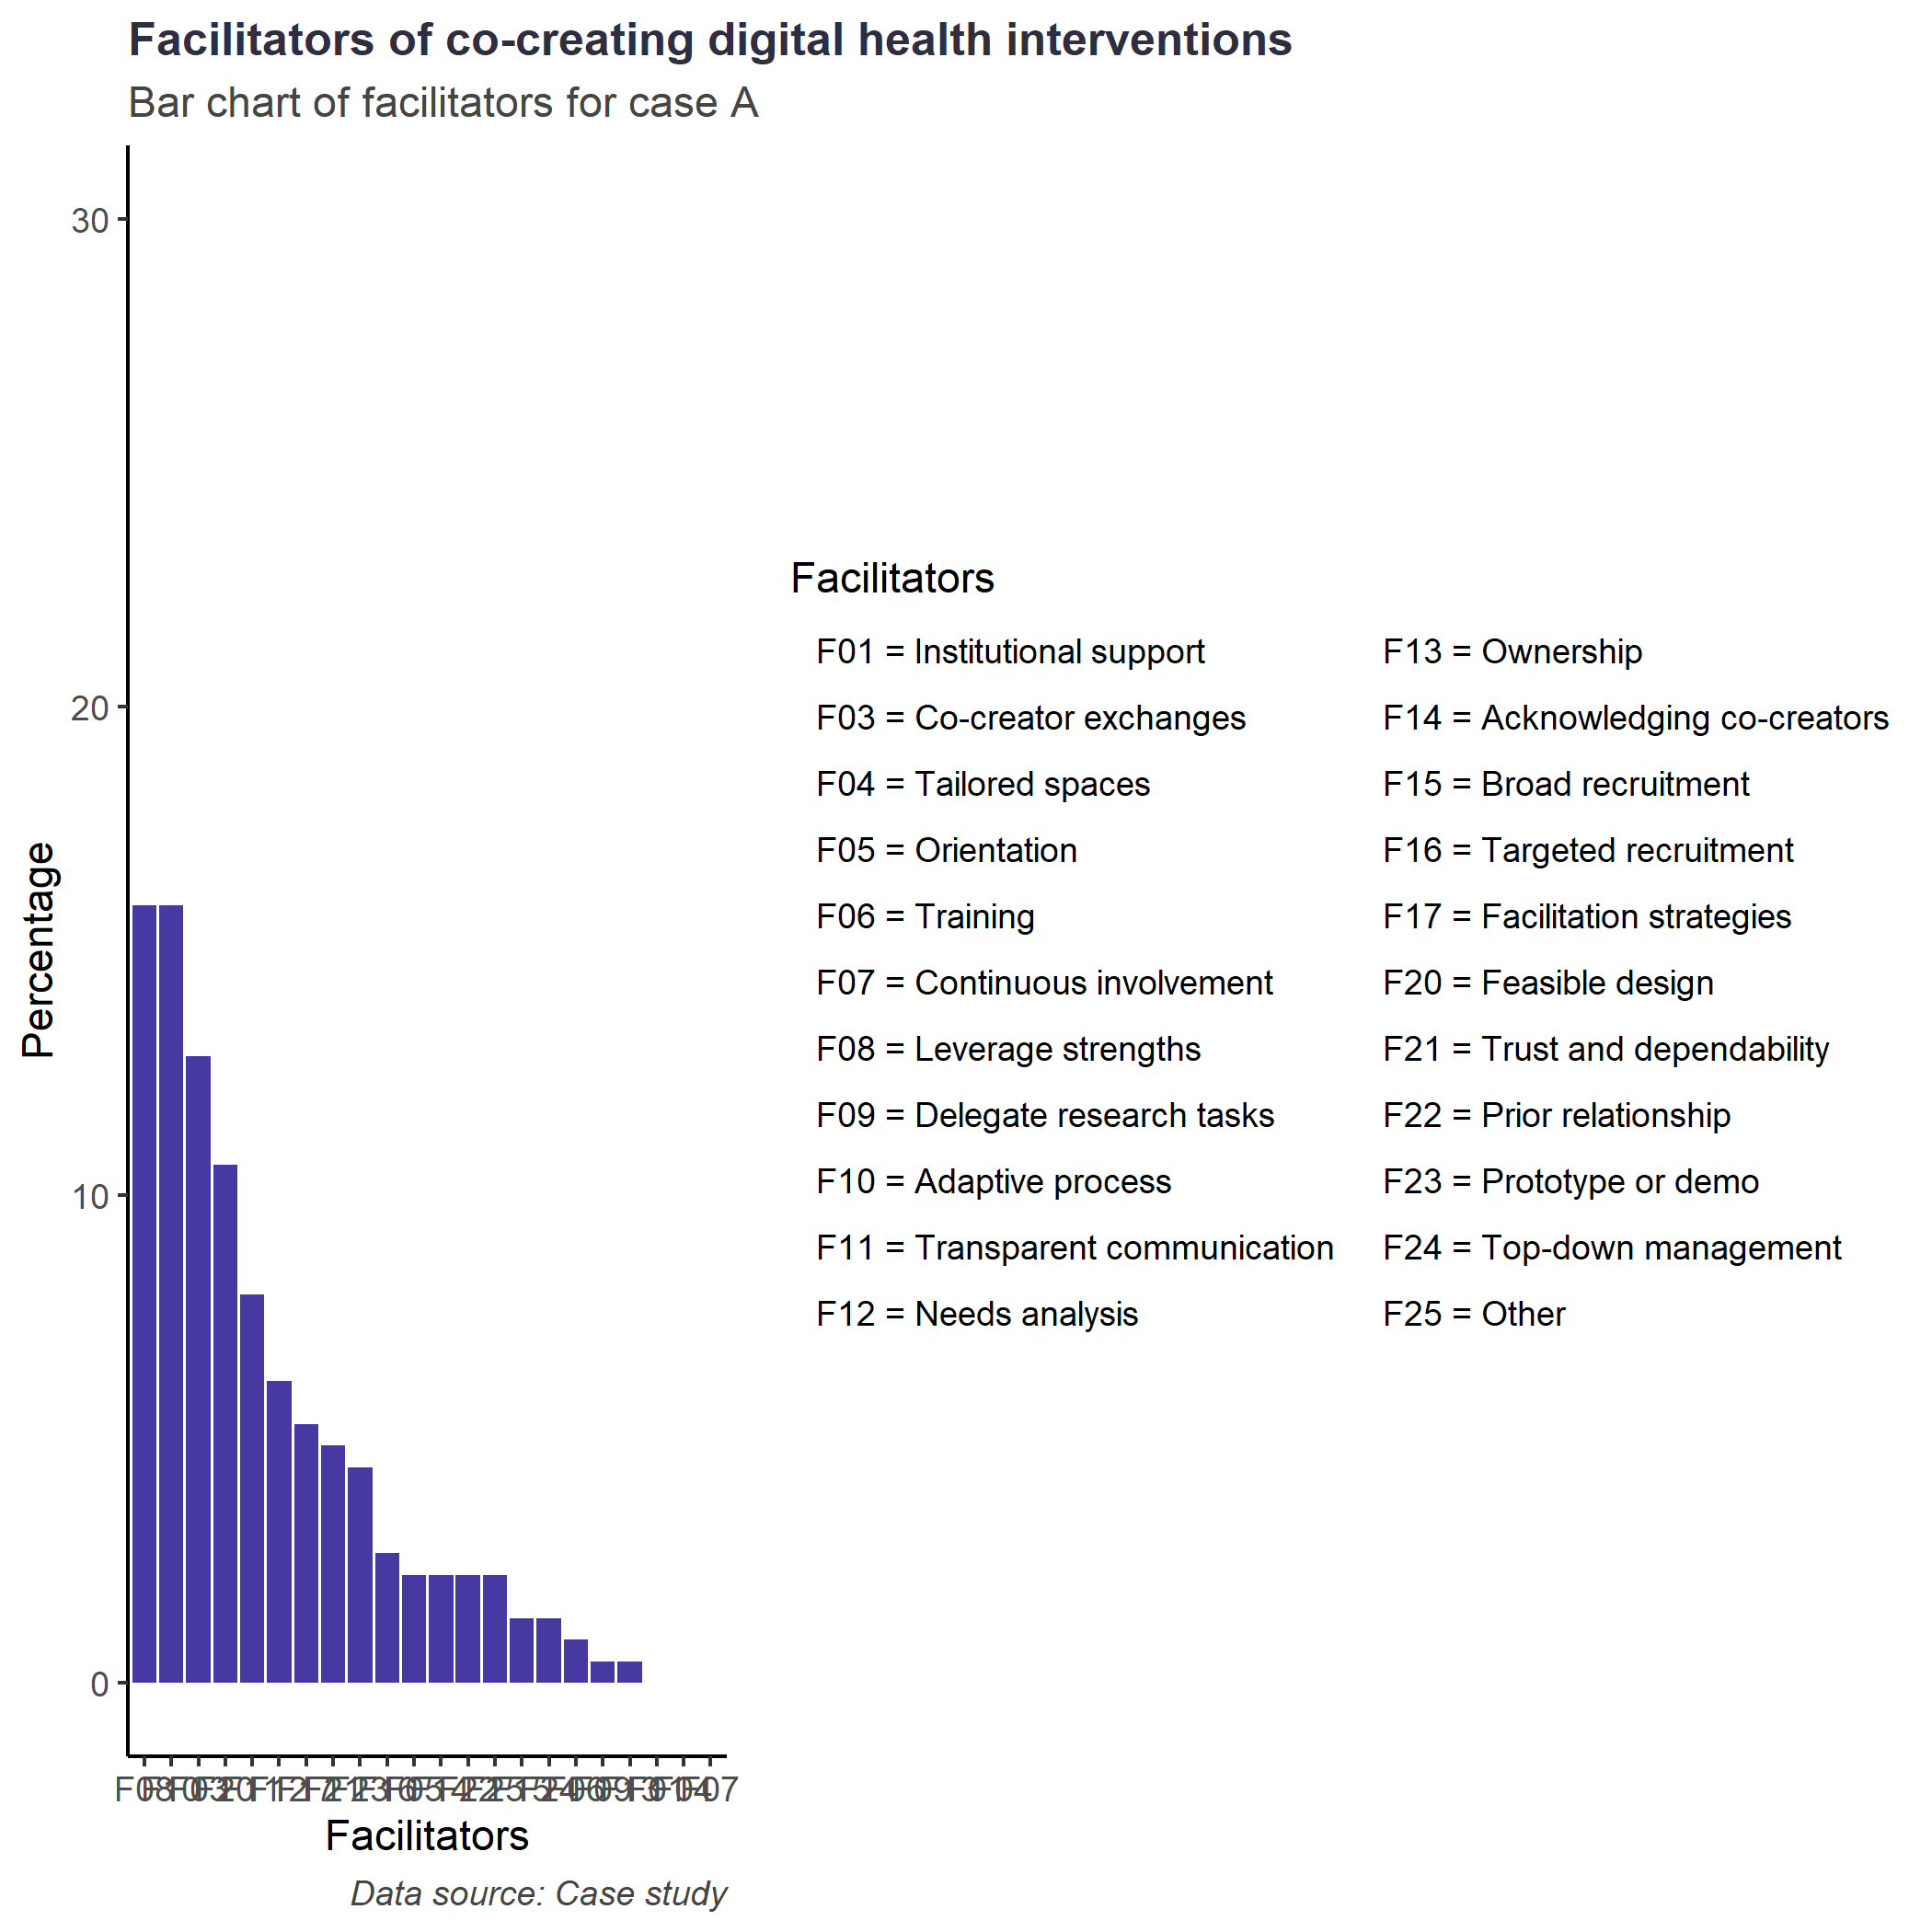 Facilitators of co-creating digital health interventions
Bar chart of facilitators for case A
30
20
10
0
Percentage
F08
F07
Facilitators
Data source: Case study
Facilitators
F01 = Institutional support
F03 = Co-creator exchanges
F04 = Tailored spaces
F05 = Orientation
F06 = Training
F07 = Continuous involvement
F08 = Leverage strengths
F09 = Delegate research tasks
F10 = Adaptive process
F11 = Transparent communication
F12 = Needs analysis
F13 = Ownership
F14 = Acknowledging co-creators
F15 = Broad recruitment
F16 = Targeted recruitment
F17 = Facilitation strategies
F20 = Feasible design
F21 = Trust and dependability
F22 = Prior relationship
F23 = Prototype or demo
F24 = Top-down management
F25 = Other